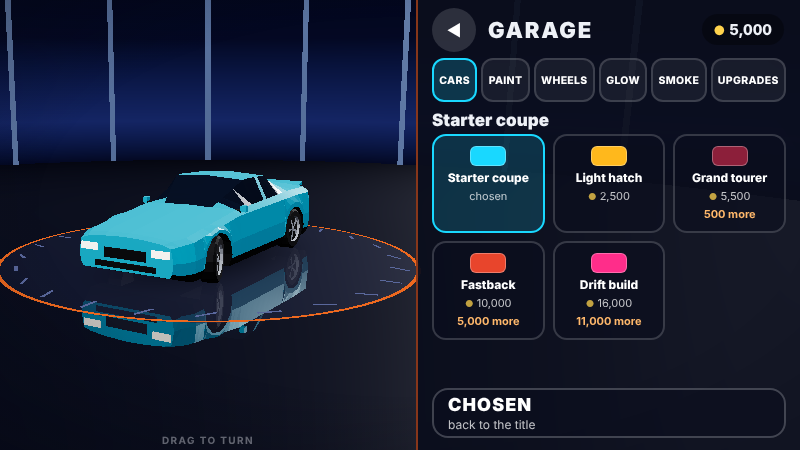 GARAGE
5,000
CARS
PAINT
WHEELS
GLOW
SMOKE
UPGRADES
Starter coupe
Starter coupe
chosen
Light hatch
2,500
Grand tourer
5,500
500 more
Fastback
10,000
5,000 more
Drift build
16,000
11,000 more
CHOSEN
back to the title
DRAG TO TURN